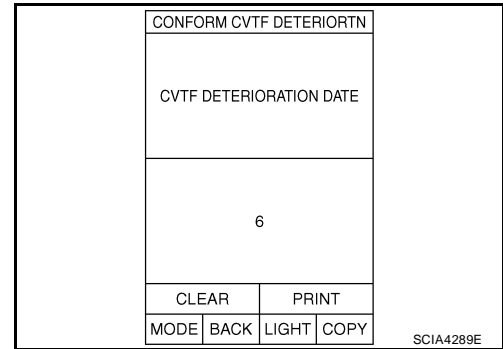 CONFORM CVTF DETERIORTN
CVTF DETERIORATION DATE
6
CLEAR PRINT
MODE BACK LIGHT COPY
SCIA4289E